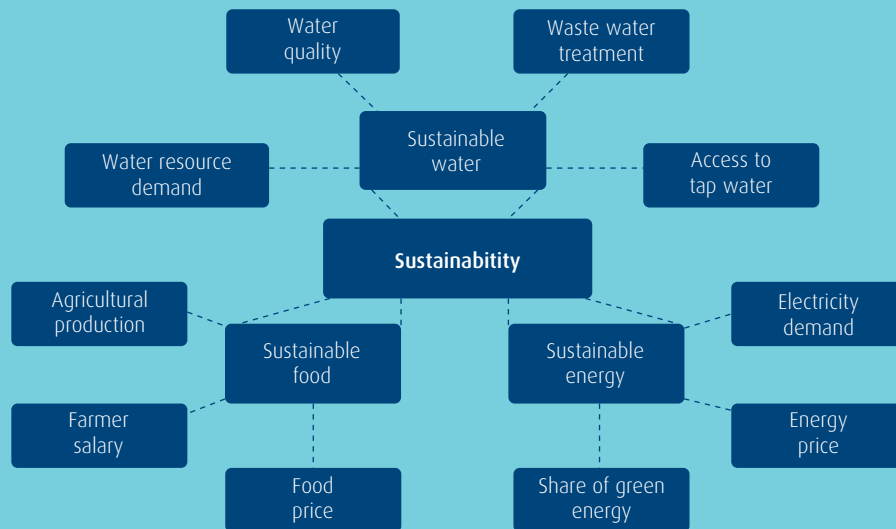 Water
quality
Waste water
treatment
Sustainable
water
Water resource
demand
Access to
tap water
Sustainabitity
Agricultural
production
Electricity
demand
Sustainable
food
Sustainable
energy
Farmer
salary
Energy
price
Food
price
Share of green
energy